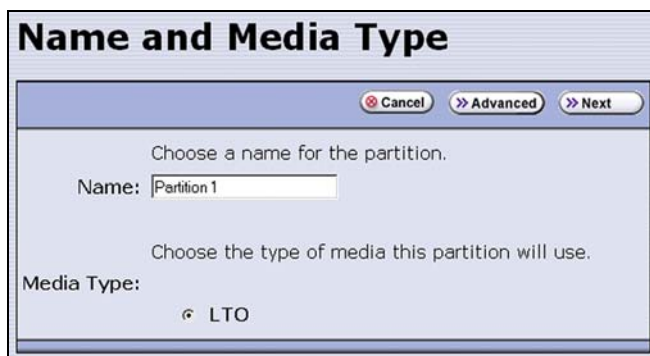 Name and Media Type
Cancel Advanced Next
Choose a name for the partition.
Name: Partition 1
Choose the type of media this partition will use.
Media Type:
LTO